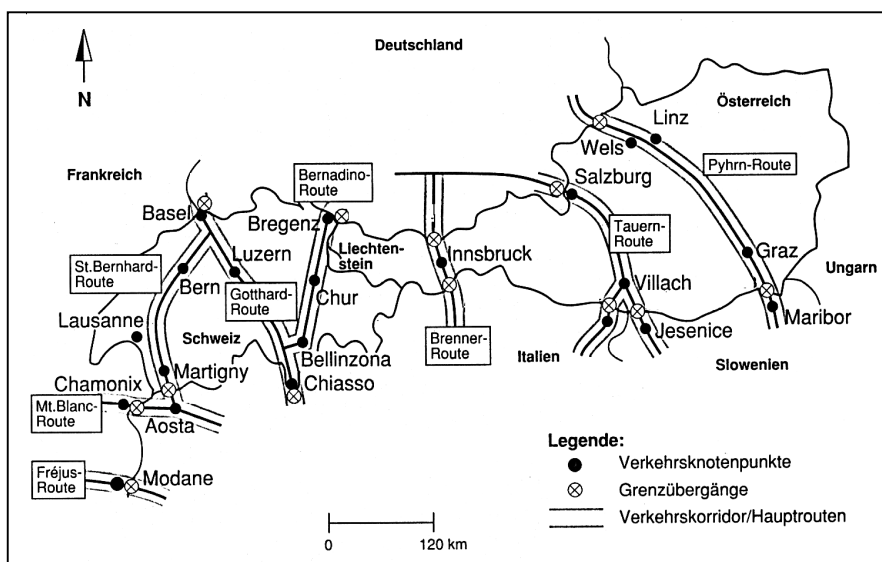 Deutschland
N
Österreich
Linz
Wels
Pyhrn-Route
Frankreich
Bernadino-
Route
Salzburg
Basel
Bregenz
Tauern-
Route
Luzern
Liechten-
stein
Innsbruck
Graz
St.Bernhard-
Route
Bern
Ungarn
Gotthard-
Route
Chur
Villach
Lausanne
Maribor
Schweiz
Brenner-
Route
Jesenice
Bellinzona
Italien
Slowenien
Martigny
Chiasso
Chamonix
Mt.Blanc-
Route
Aosta
Legende:
Verkehrsknotenpunkte
Fréjus-
Route
Modane
Grenzübergänge
Verkehrskorridor/Hauptrouten
0 120 km